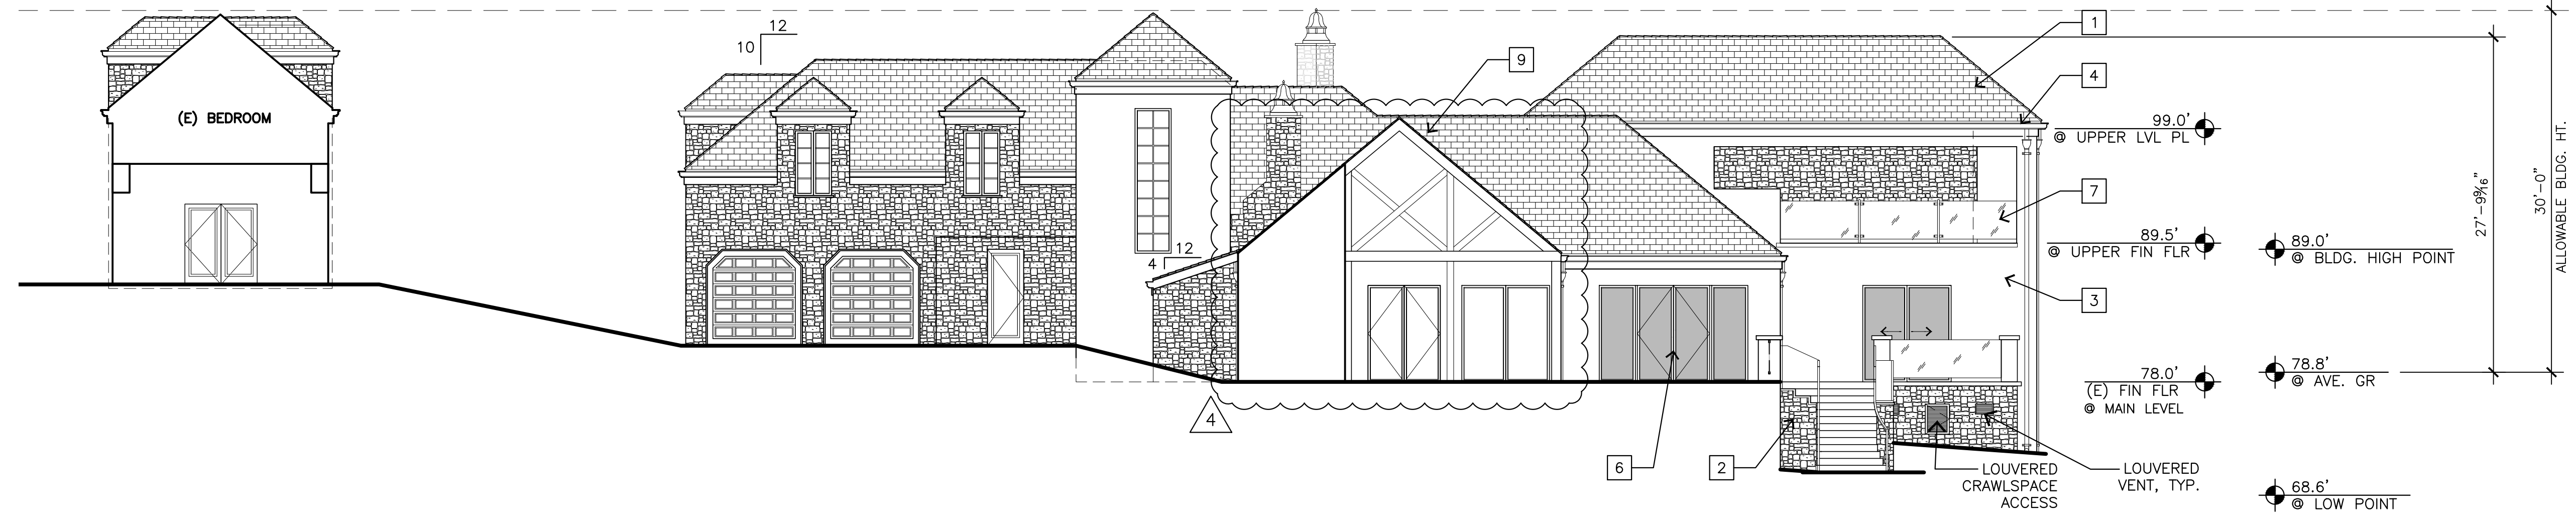 (E) BEDROOM
12
10
12
4
4
9
1
4
7
3
6
2
99.0'
@ UPPER LVL PL
89.5'
@ UPPER FIN FLR
78.0'
(E) FIN FLR
@ MAIN LEVEL
89.0'
@ BLDG. HIGH POINT
78.8'
@ AVE. GR
68.6'
@ LOW POINT
LOUVERED
CRAWLSPACE
ACCESS
LOUVERED
VENT, TYP.
27'-9 9/16"
30'-0"
ALLOWABLE BLDG. HT.